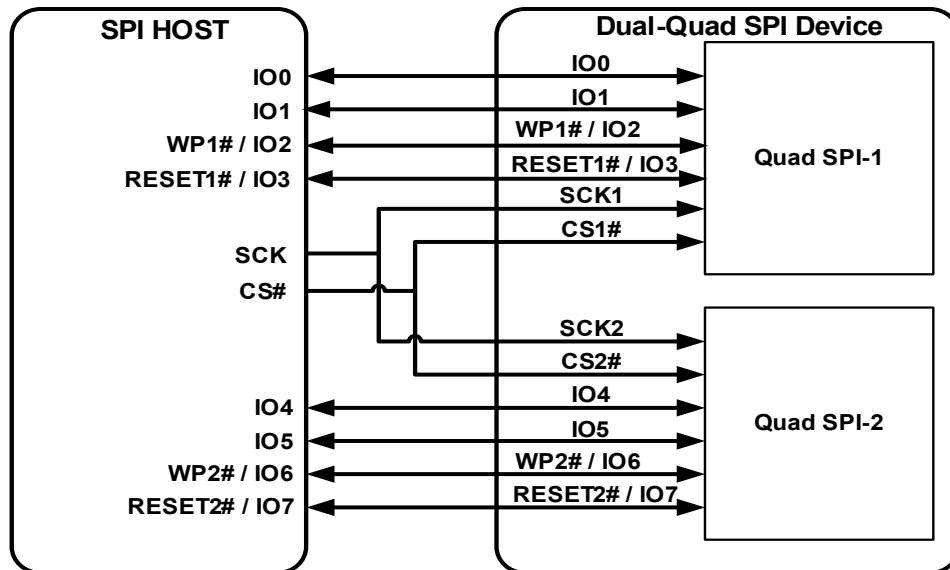 SPI HOST
IO0
IO1
WP1# / IO2
RESET1# / IO3
SCK
CS#
IO4
IO5
WP2# / IO6
RESET2# / IO7
Dual-Quad SPI Device
IO0
IO1
WP1# / IO2
RESET1# / IO3
SCK1
CS1#
SCK2
CS2#
IO4
IO5
WP2# / IO6
RESET2# / IO7
Quad SPI-1
Quad SPI-2